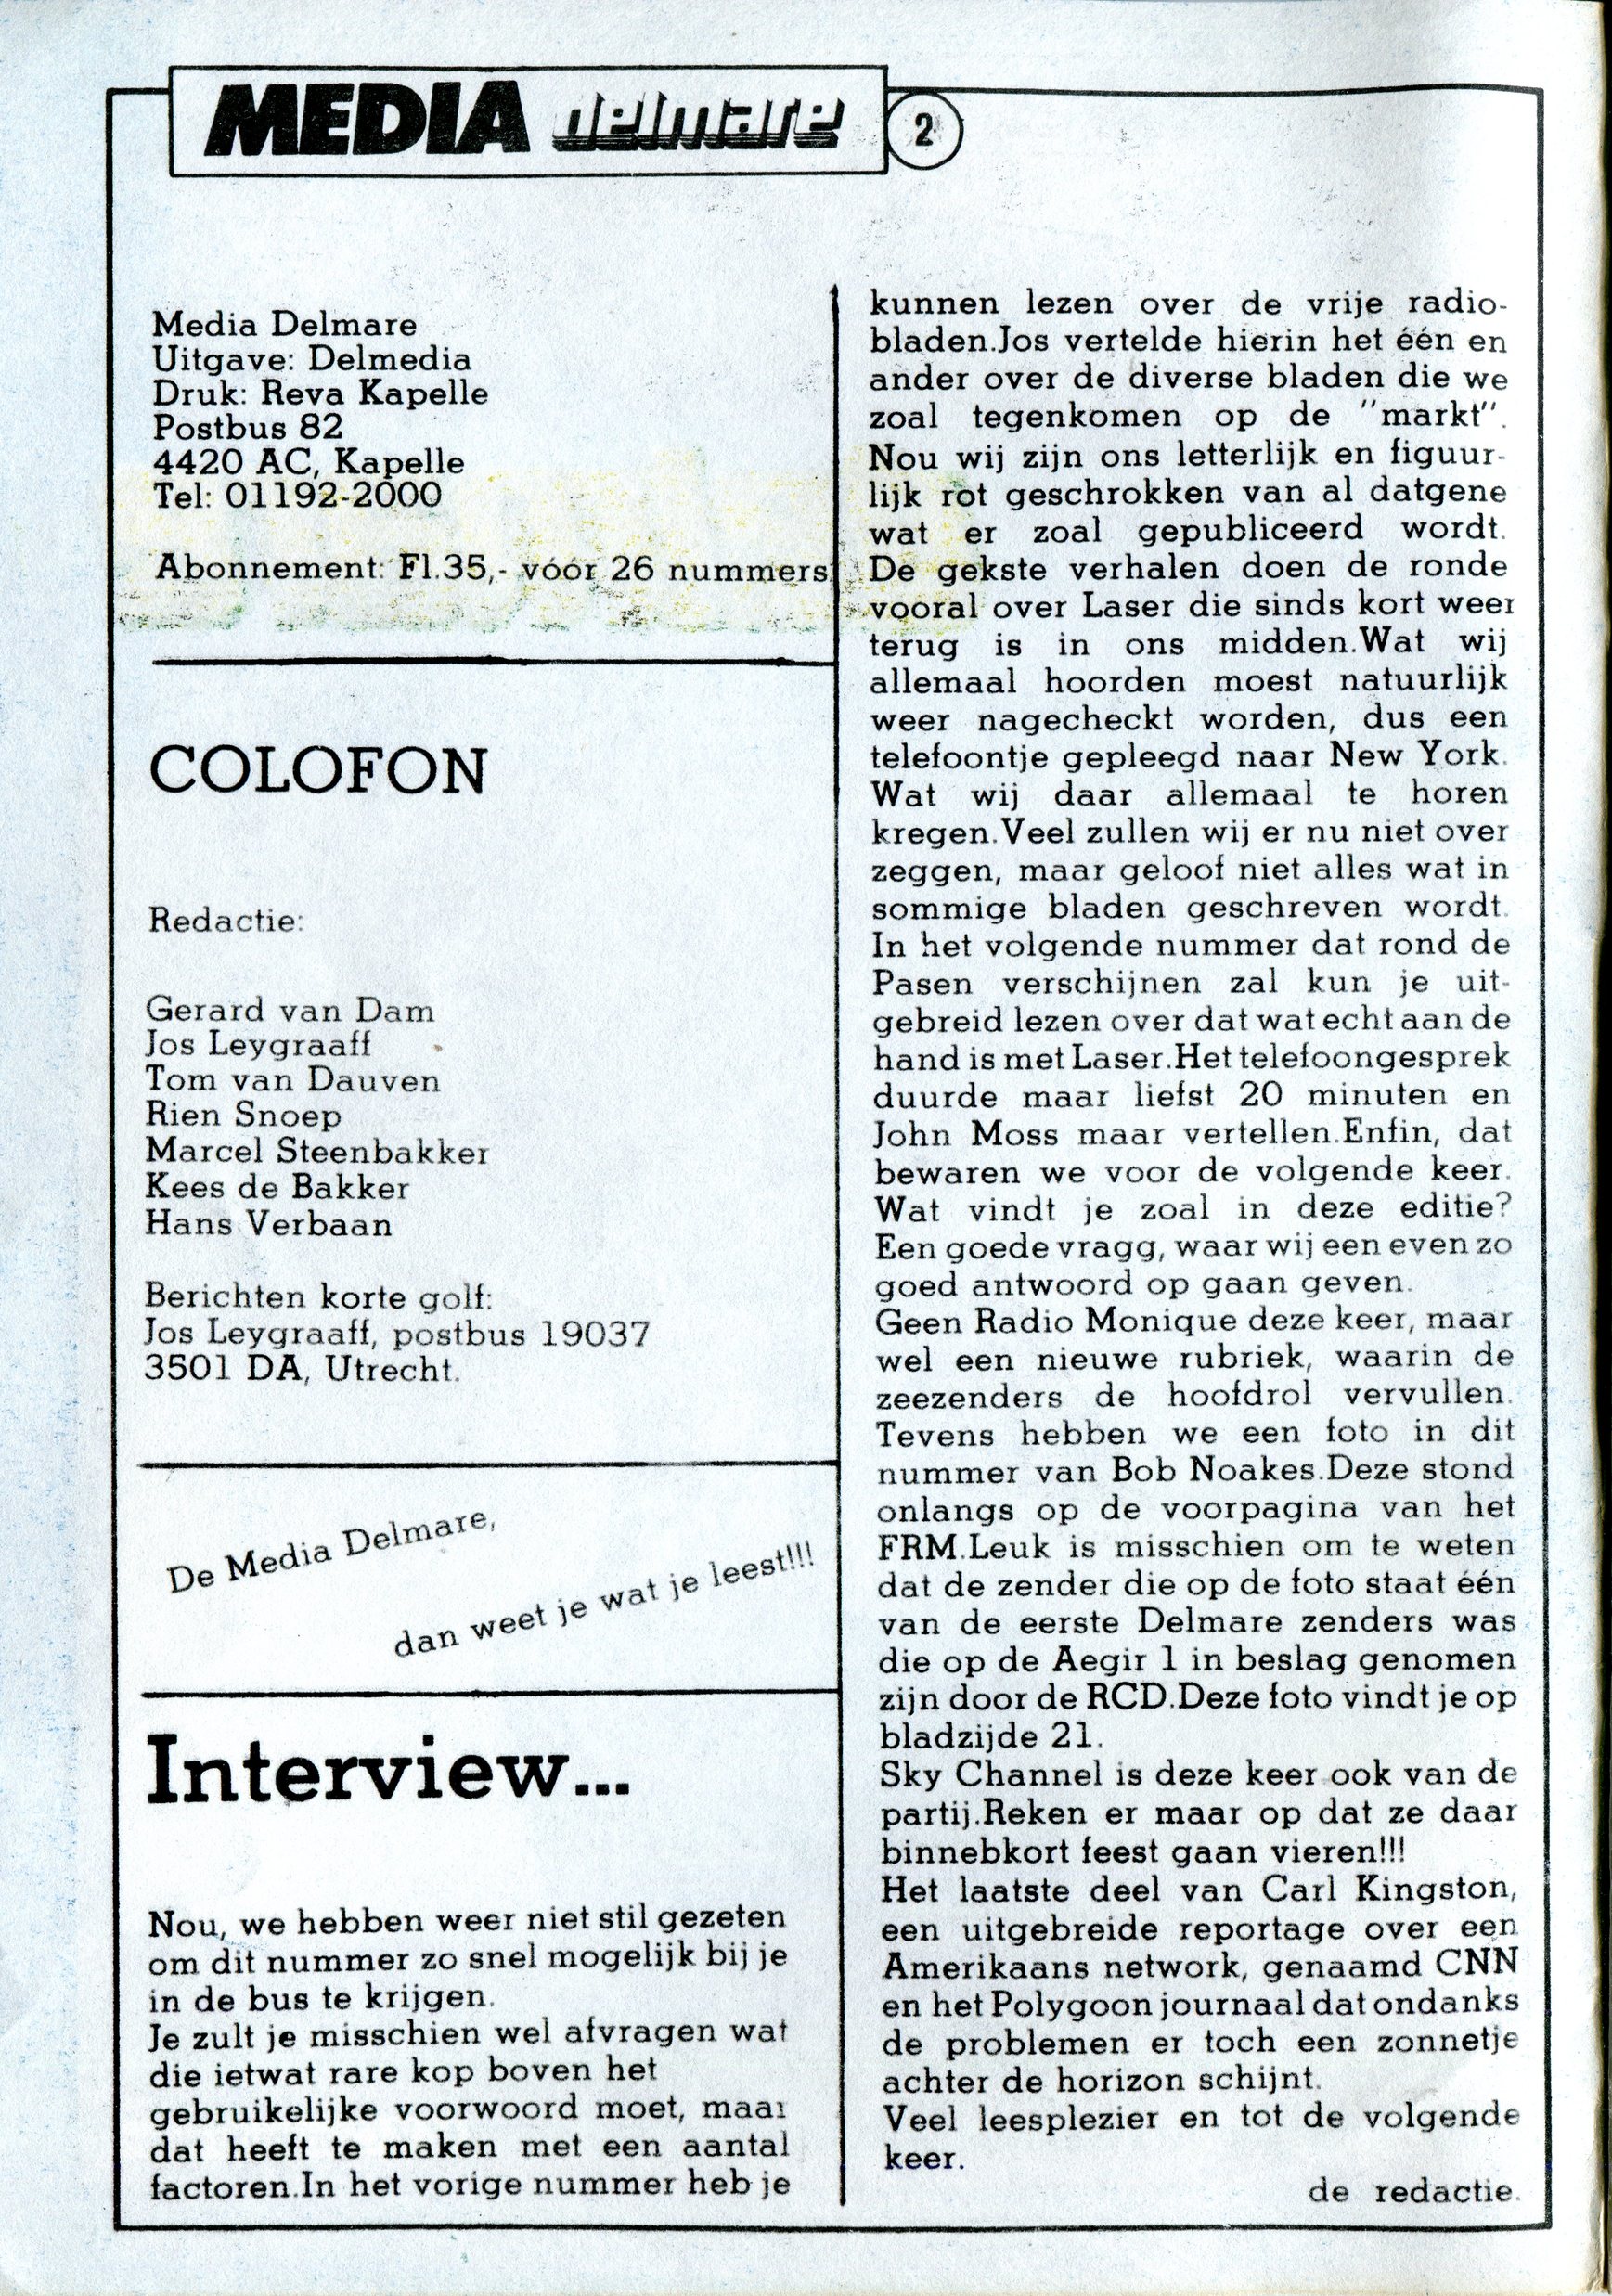 MEDIA delmare 2
Media Delmare
Uitgave: Delmedia
Druk: Reva Kapelle
Postbus 82
4420 AC, Kapelle
Tel: 01192-2000
Abonnement: Fl.35,- vóór 26 nummers
COLOFON
Redactie:
Gerard van Dam
Jos Leygraaff
Tom van Dauven
Rien Snoep
Marcel Steenbakker
Kees de Bakker
Hans Verbaan
Berichten korte golf:
Jos Leygraaff, postbus 19037
3501 DA, Utrecht.
De Media Delmare,
dan weet je wat je leest!!!
Interview...
Nou, we hebben weer niet stil gezeten
om dit nummer zo snel mogelijk bij je
in de bus te krijgen.
Je zult je misschien wel afvragen wat
die ietwat rare kop boven het
gebruikelijke voorwoord moet, maar
dat heeft te maken met een aantal
factoren.In het vorige nummer heb je
kunnen lezen over de vrije radio-
bladen.Jos vertelde hierin het één en
ander over de diverse bladen die we
zoal tegenkomen op de "markt".
Nou wij zijn ons letterlijk en figuur-
lijk rot geschrokken van al datgene
wat er zoal gepubliceerd wordt.
De gekste verhalen doen de ronde
vooral over Laser die sinds kort weer
terug is in ons midden.Wat wij
allemaal hoorden moest natuurlijk
weer nagecheckt worden, dus een
telefoontje gepleegd naar New York.
Wat wij daar allemaal te horen
kregen.Veel zullen wij er nu niet over
zeggen, maar geloof niet alles wat in
sommige bladen geschreven wordt.
In het volgende nummer dat rond de
Pasen verschijnen zal kun je uit-
gebreid lezen over dat wat echt aan de
hand is met Laser.Het telefoongesprek
duurde maar liefst 20 minuten en
John Moss maar vertellen.Enfin, dat
bewaren we voor de volgende keer.
Wat vindt je zoal in deze editie?
Een goede vragg, waar wij een even zo
goed antwoord op gaan geven.
Geen Radio Monique deze keer, maar
wel een nieuwe rubriek, waarin de
zeezenders de hoofdrol vervullen.
Tevens hebben we een foto in dit
nummer van Bob Noakes.Deze stond
onlangs op de voorpagina van het
FRM.Leuk is misschien om te weten
dat de zender die op de foto staat één
van de eerste Delmare zenders was
die op de Aegir 1 in beslag genomen
zijn door de RCD.Deze foto vindt je op
bladzijde 21.
Sky Channel is deze keer ook van de
partij.Reken er maar op dat ze daar
binnebkort feest gaan vieren!!!
Het laatste deel van Carl Kingston,
een uitgebreide reportage over een
Amerikaans network, genaamd CNN
en het Polygoon journaal dat ondanks
de problemen er toch een zonnetje
achter de horizon schijnt.
Veel leesplezier en tot de volgende
keer.
de redactie.